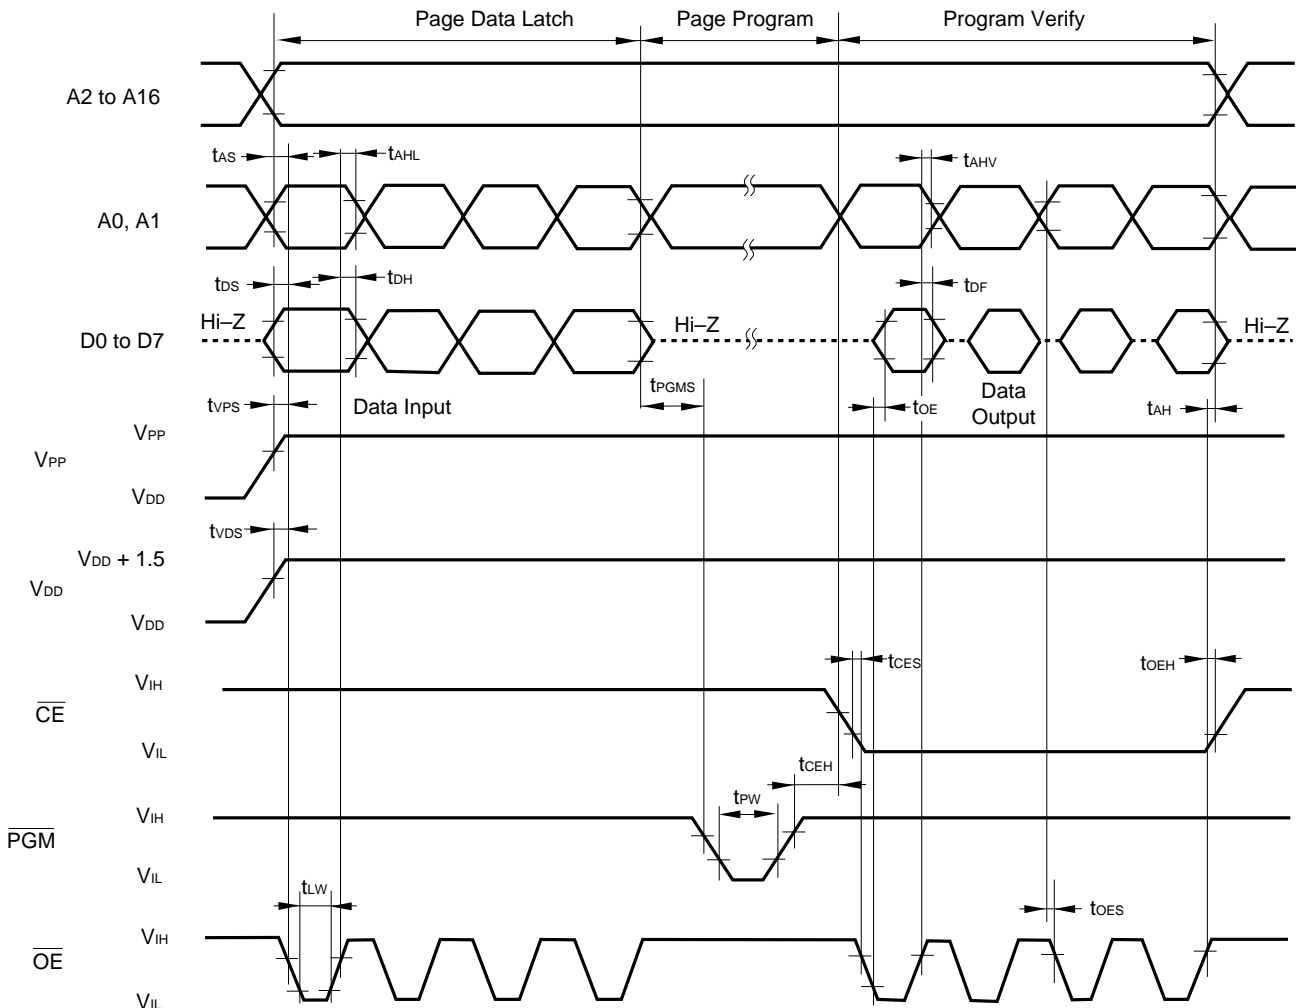 Page Data Latch Page Program Program Verify
A2 to A16
tAS tAHL tAHV
A0, A1
tDS tDH tDF
Hi–Z Hi–Z Hi–Z
D0 to D7
tPGMS
tVPS Data Input tOE Data Output tAH
VPP
VPP
VDD
tVDS
VDD + 1.5
VDD
VDD
tCES tOEH
VIH
CE
VIL
tCEH
tPW
VIH
PGM
VIL
tLW
tOES
VIH
OE
VIL